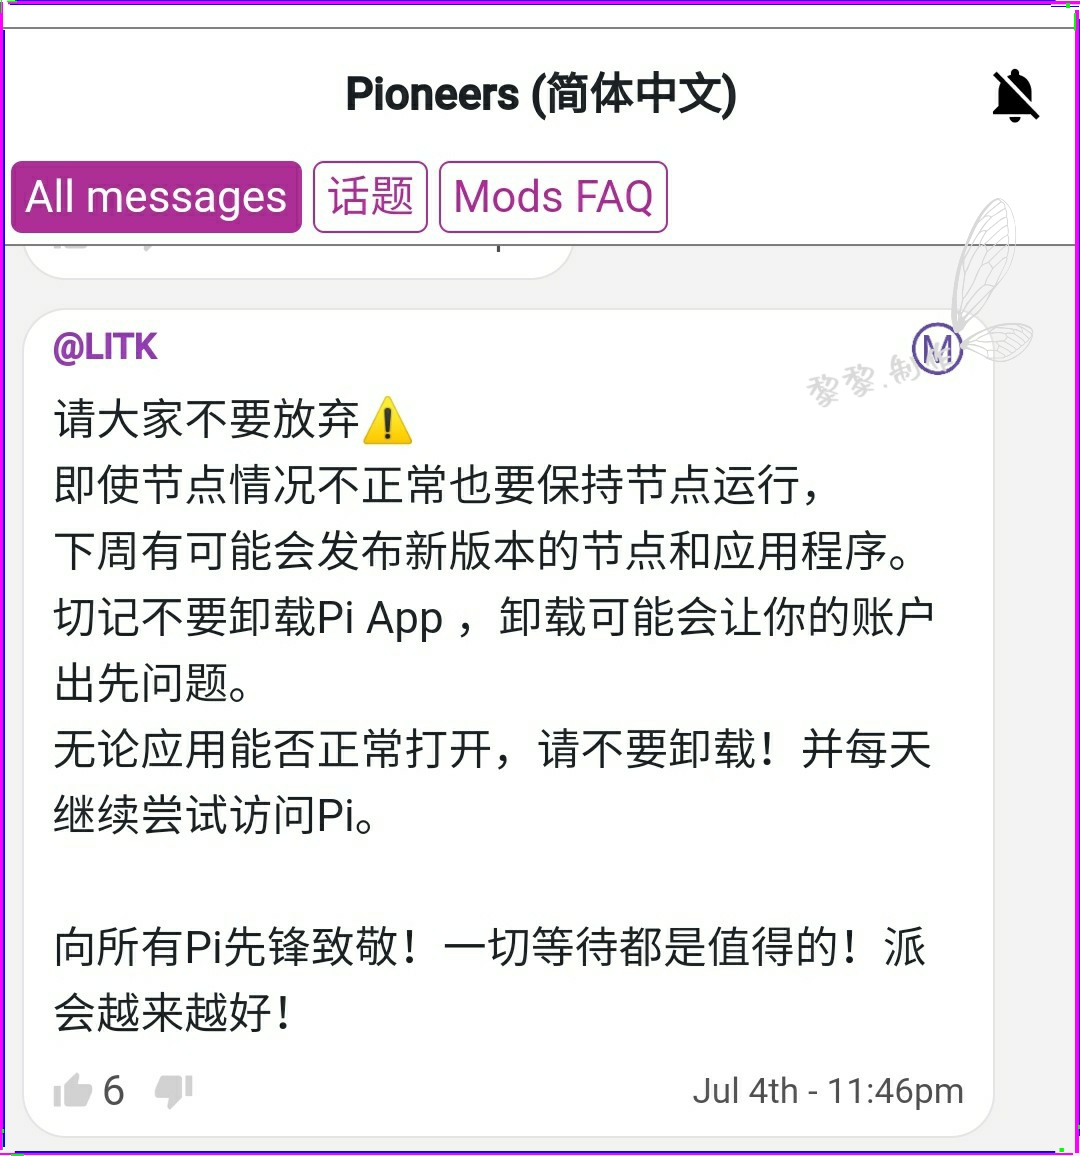 Pioneers (简体中文)
All messages 话题 Mods FAQ
@LITK
M
黎黎.制作
请大家不要放弃⚠️
即使节点情况不正常也要保持节点运行，
下周有可能会发布新版本的节点和应用程序。
切记不要卸载Pi App ，卸载可能会让你的账户
出先问题。
无论应用能否正常打开，请不要卸载！并每天
继续尝试访问Pi。
向所有Pi先锋致敬！一切等待都是值得的！派
会越来越好！
6
Jul 4th - 11:46pm